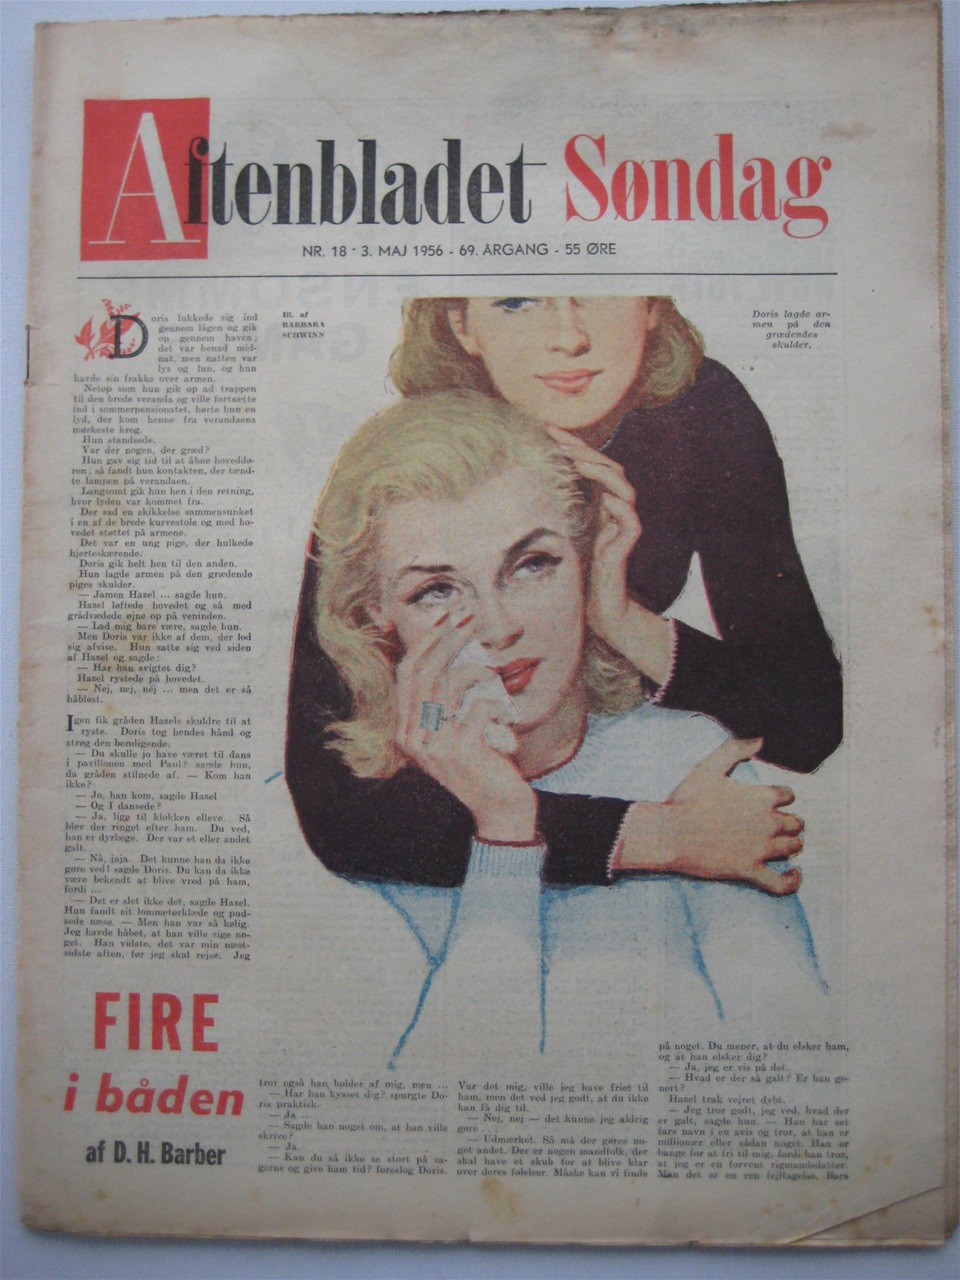 Aftenbladet Søndag
NR. 18 - 3. MAJ 1956 - 69. ÅRGANG - 55 ØRE
Doris lukkede sig ind
gennem lågen og gik
op gennem haven;
det var henad mid-
nat, men natten var
lys og lun, og hun
havde sin frakke over armen.
Netop som hun gik op ad trappen
til den brede veranda og ville fortsætte
ind i sommerpensionatet, hørte hun en
lyd, der kom henne fra verandaens
mørkeste krog.
Hun standsede.
Var der nogen, der græd?
Hun gav sig tid til at åbne hoveddø-
ren; så fandt hun kontakten, der tænd-
te lampen på verandaen.
Langsomt gik hun hen i den retning,
hvor lyden var kommet fra.
Der sad en skikkelse sammensunket
i en af de brede kurvestole og med ho-
vedet støttet på armene.
Det var en ung pige, der hulkede
hjerteskærende.
Doris gik helt hen til den anden.
Hun lagde armen på den grædende
piges skulder.
— Jamen Hazel ... sagde hun.
Hazel løftede hovedet og så med
grådvædede øjne op på veninden.
— Lad mig bare være, sagde hun.
Men Doris var ikke af dem, der lod
sig afvise. Hun satte sig ved siden
af Hazel og sagde:
— Har han svigtet dig?
Hazel rystede på hovedet.
— Nej, nej, nej ... men det er så
håbløst.
Igen fik gråden Hazels skuldre til at
ryste. Doris tog hendes hånd og
strøg den beroligende.
— Du skulle jo have været til dans
i pavillonen med Paul? sagde hun,
da gråden stilnede af. — Kom han
ikke?
— Jo, han kom, sagde Hazel
— Og I dansede?
— Ja, lige til klokken elleve. Så
blev der ringet efter ham. Du ved,
han er dyrlæge. Der var et eller andet
galt.
— Nå, jaja. Det kunne han da ikke
gøre ved! sagde Doris. Du kan da ikke
være bekendt at blive vred på ham,
fordi ...
— Det er slet ikke det, sagde Hazel.
Hun fandt sit lommetørklæde og pud-
sede næse. — Men han var så kølig.
Jeg havde håbet, at han ville sige no-
get. Han vidste, det var min næst-
sidste aften, før jeg skal rejse. Jeg
Ill. af
BARBARA
SCHWINN
Doris lagde ar-
men på den
grædendes
skulder.
FIRE
i båden
af D. H. Barber
tror også han holder af mig, men ...
— Har han kysset dig? spurgte Do-
ris praktisk.
— Ja ...
— Sagde han noget om, at han ville
skrive?
— Ja.
— Kan du så ikke se stort på sa-
gerne og give ham tid? foreslog Doris.
Var det mig, ville jeg have friet til
ham, men det ved jeg godt, at du ikke
kan få dig til.
— Nej, nej — det kunne jeg aldrig
gøre ...
— Udmærket. Så må der gøres no-
get andet. Der er nogen mandfolk, der
skal have et skub for at blive klar
over deres følelser. Måske kan vi finde
på noget. Du mener, at du elsker ham,
og at han elsker dig?
— Ja, jeg er vis på det.
— Hvad er der så galt? Er han ge-
nert?
Hazel trak vejret dybt.
— Jeg tror godt, jeg ved, hvad der
er galt, sagde hun. — Han har set
fars navn i en avis og tror, at han er
millionær eller sådan noget. Han er
bange for at fri til mig, fordi han tror,
at jeg er en forvent rigmandsdatter.
Man det er en ren fejltagelse. Bare